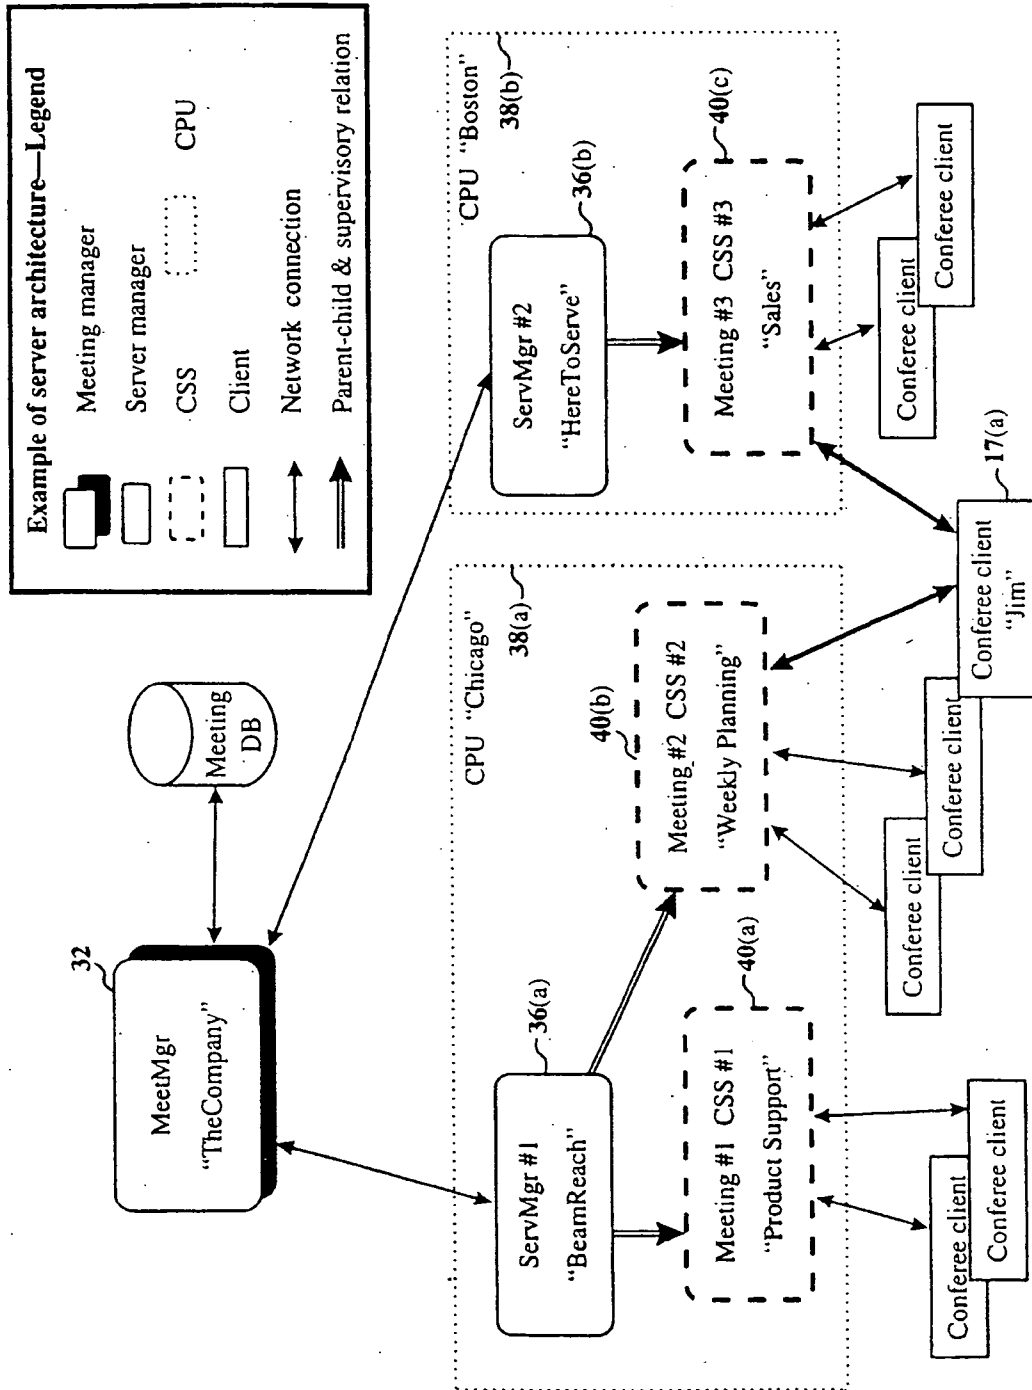 Example of server architecture—Legend
Meeting manager
Server manager
CSS
CPU
Client
Network connection
Parent-child & supervisory relation
32
MeetMgr
"TheCompany"
Meeting
DB
CPU "Chicago"
38(a)
ServMgr #1
"BeamReach"
36(a)
Meeting #1 CSS #1
"Product Support"
40(a)
40(b)
Meeting #2 CSS #2
"Weekly Planning"
CPU "Boston"
38(b)
ServMgr #2
"HereToServe"
36(b)
Meeting #3 CSS #3
"Sales"
40(c)
Conferee client
Conferee client
Conferee client
Conferee client
Conferee client
"Jim"
17(a)
Conferee client
Conferee client